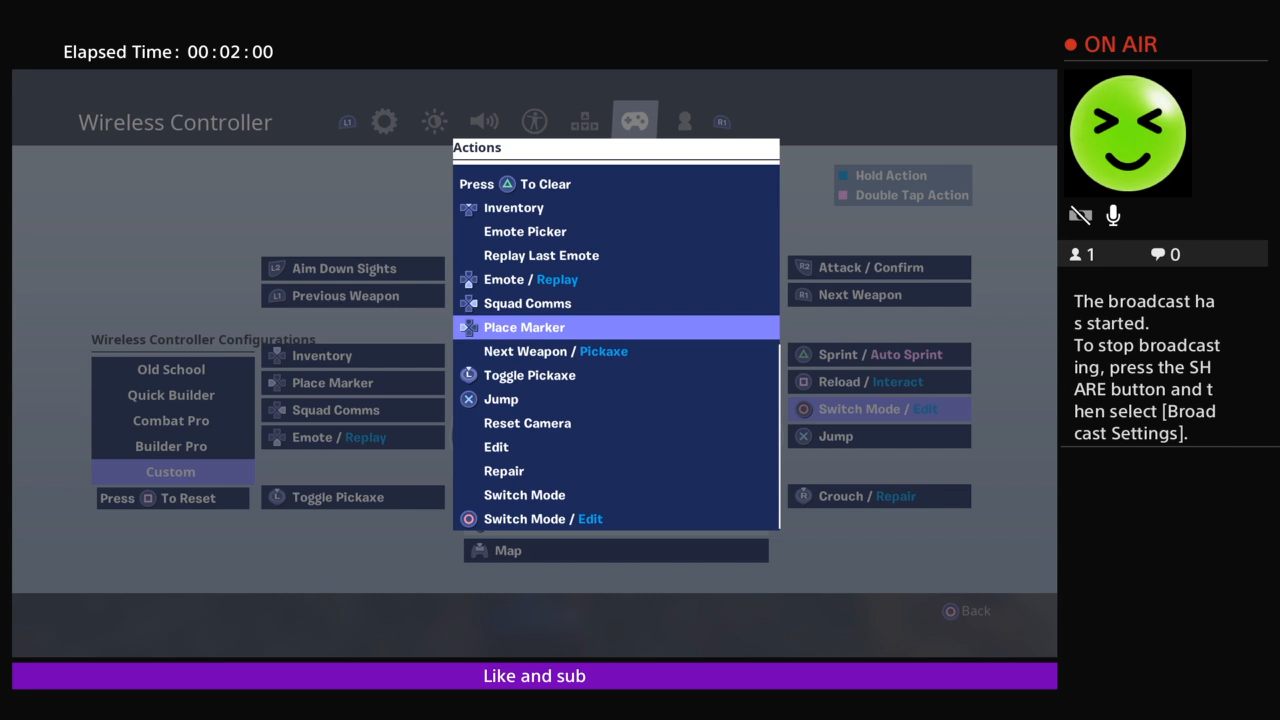 Elapsed Time: 00:02:00
ON AIR
Wireless Controller
L1
R1
Actions
Press To Clear
Inventory
Emote Picker
Replay Last Emote
Emote / Replay
Squad Comms
Place Marker
Next Weapon / Pickaxe
Toggle Pickaxe
Jump
Reset Camera
Edit
Repair
Switch Mode
Switch Mode / Edit
Hold Action
Double Tap Action
L2 Aim Down Sights
L1 Previous Weapon
R2 Attack / Confirm
R1 Next Weapon
Wireless Controller Configurations
Old School
Quick Builder
Combat Pro
Builder Pro
Custom
Press To Reset
Inventory
Place Marker
Squad Comms
Emote / Replay
L Toggle Pickaxe
Sprint / Auto Sprint
Reload / Interact
Switch Mode / Edit
Jump
R Crouch / Repair
Map
Back
1 0
The broadcast ha
s started.
To stop broadcast
ing, press the SH
ARE button and t
hen select [Broad
cast Settings].
Like and sub